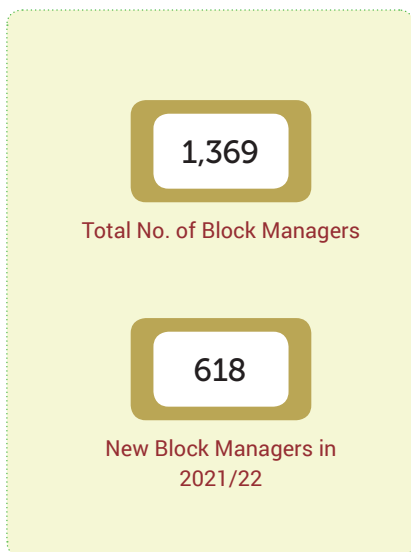 1,369
Total No. of Block Managers
618
New Block Managers in
2021/22